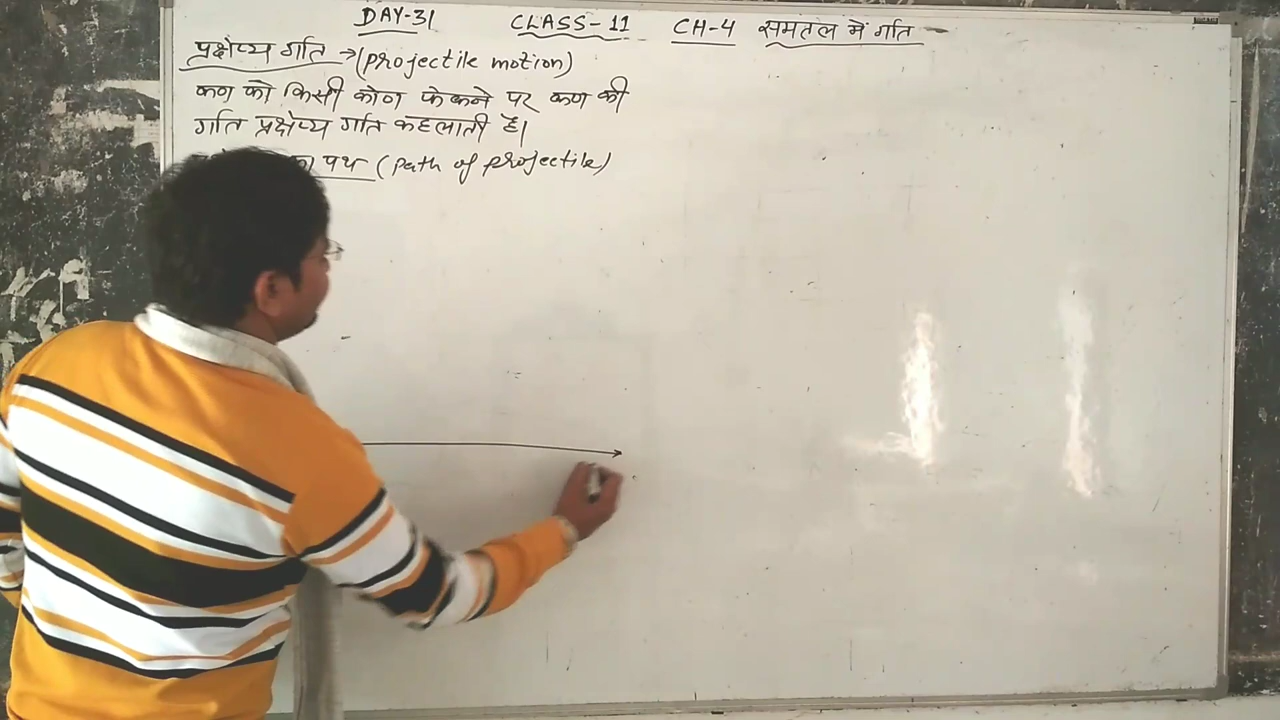 DAY-31 CLASS-11 CH-4 समतल में गति
प्रक्षेप्य गति → (projectile motion)
कण को किसी कोण फेकने पर कण की
गति प्रक्षेप्य गति कहलाती है।
पथ (path of projectile)